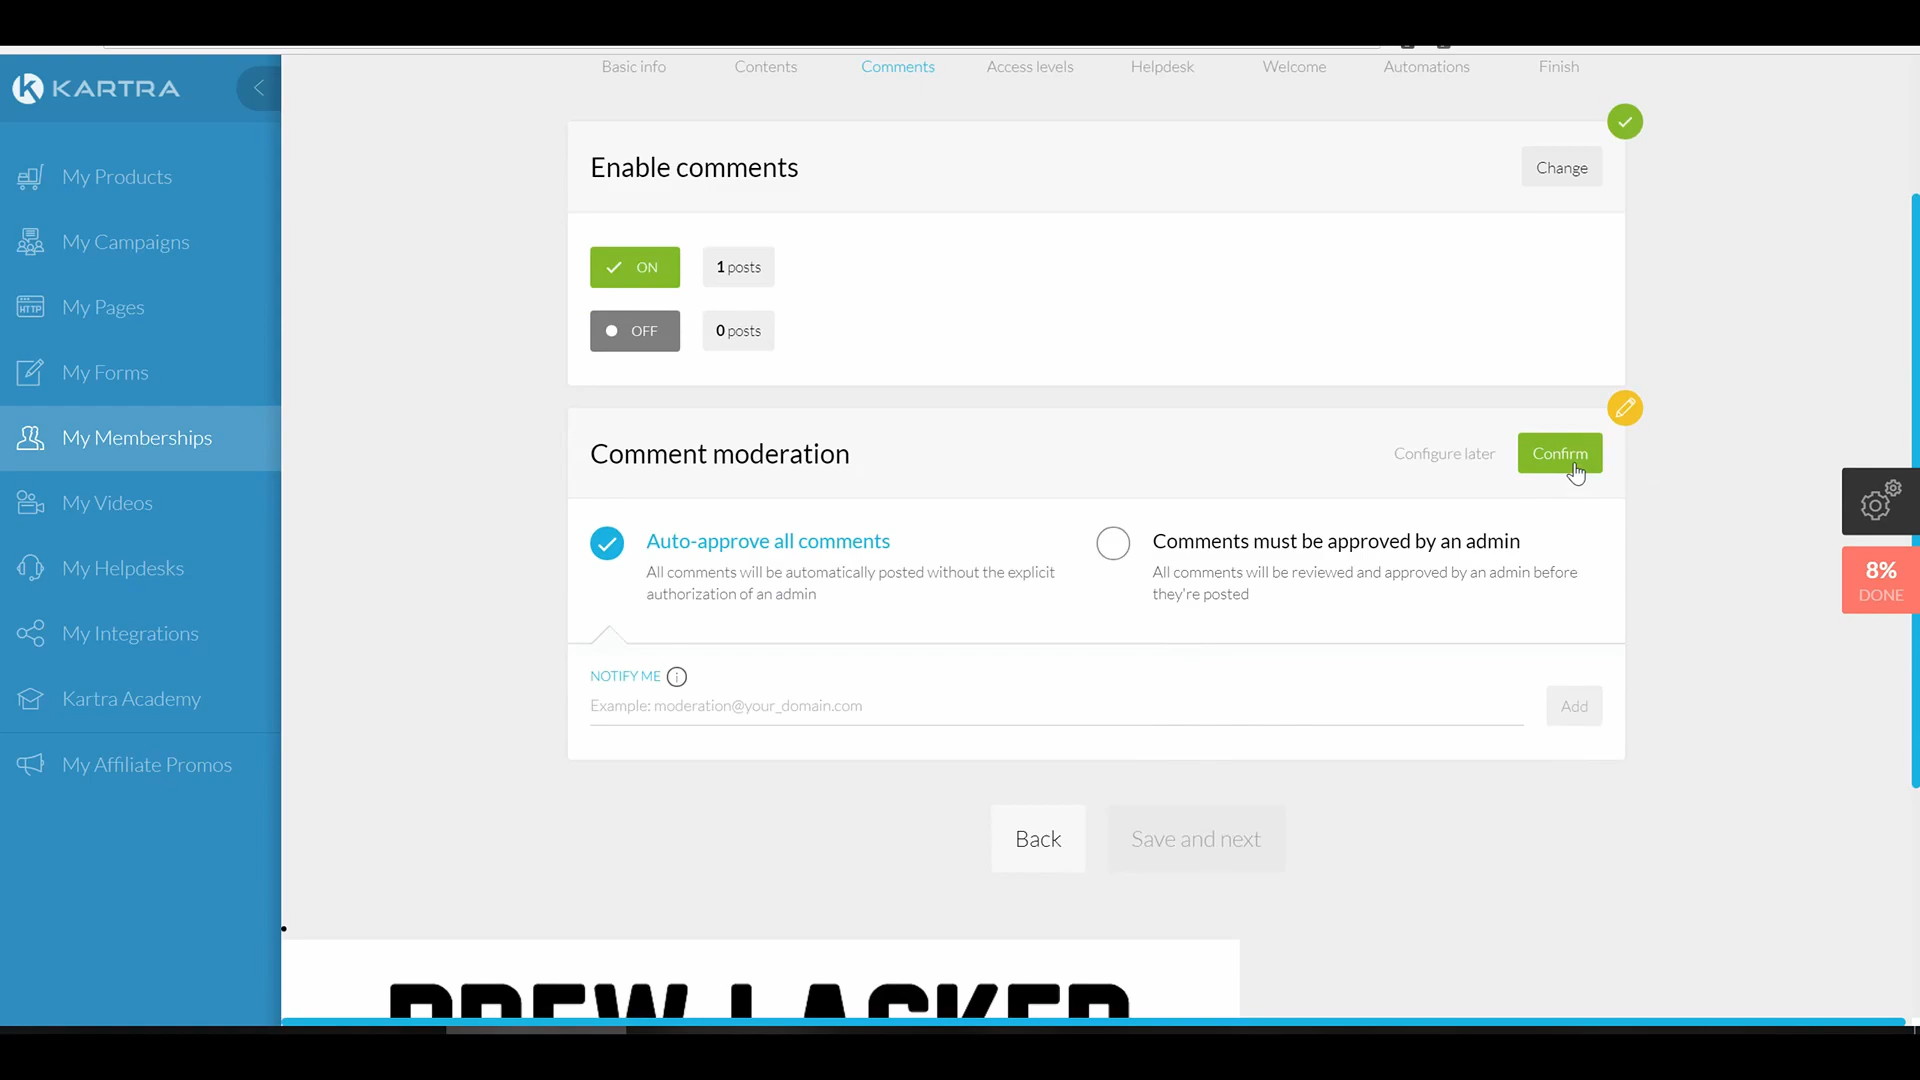 KARTRA
Basic info
Contents
Comments
Access levels
Helpdesk
Welcome
Automations
Finish
My Products
My Campaigns
HTTP
My Pages
My Forms
My Memberships
My Videos
My Helpdesks
My Integrations
Kartra Academy
My Affiliate Promos
Enable comments
Change
ON
1 posts
OFF
0 posts
Comment moderation
Configure later
Confirm
Auto-approve all comments
All comments will be automatically posted without the explicit
authorization of an admin
Comments must be approved by an admin
All comments will be reviewed and approved by an admin before
they're posted
NOTIFY ME
Example: moderation@your_domain.com
Add
8%
DONE
Back
Save and next